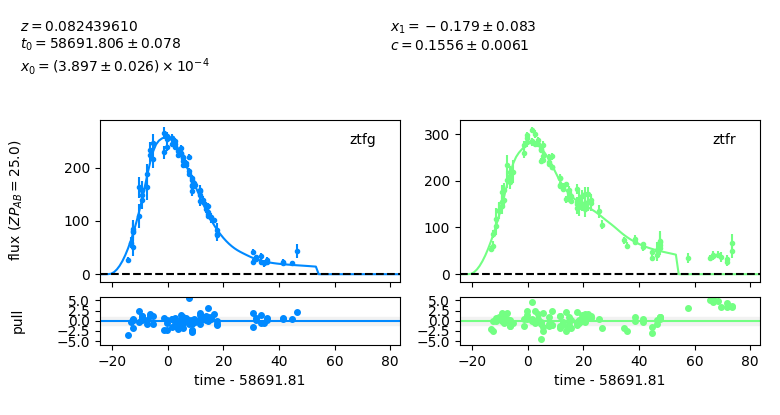 z = 0.082439610
t₀ = 58691.806 ± 0.078
x₀ = (3.897 ± 0.026) × 10⁻⁴
x₁ = −0.179 ± 0.083
c = 0.1556 ± 0.0061
flux (ZP_AB = 25.0)
200
100
0
ztfg
300
200
100
0
ztfr
pull
5.0
2.5
0.0
−2.5
−5.0
−20 0 20 40 60 80
time - 58691.81
5.0
2.5
0.0
−2.5
−5.0
−20 0 20 40 60 80
time - 58691.81